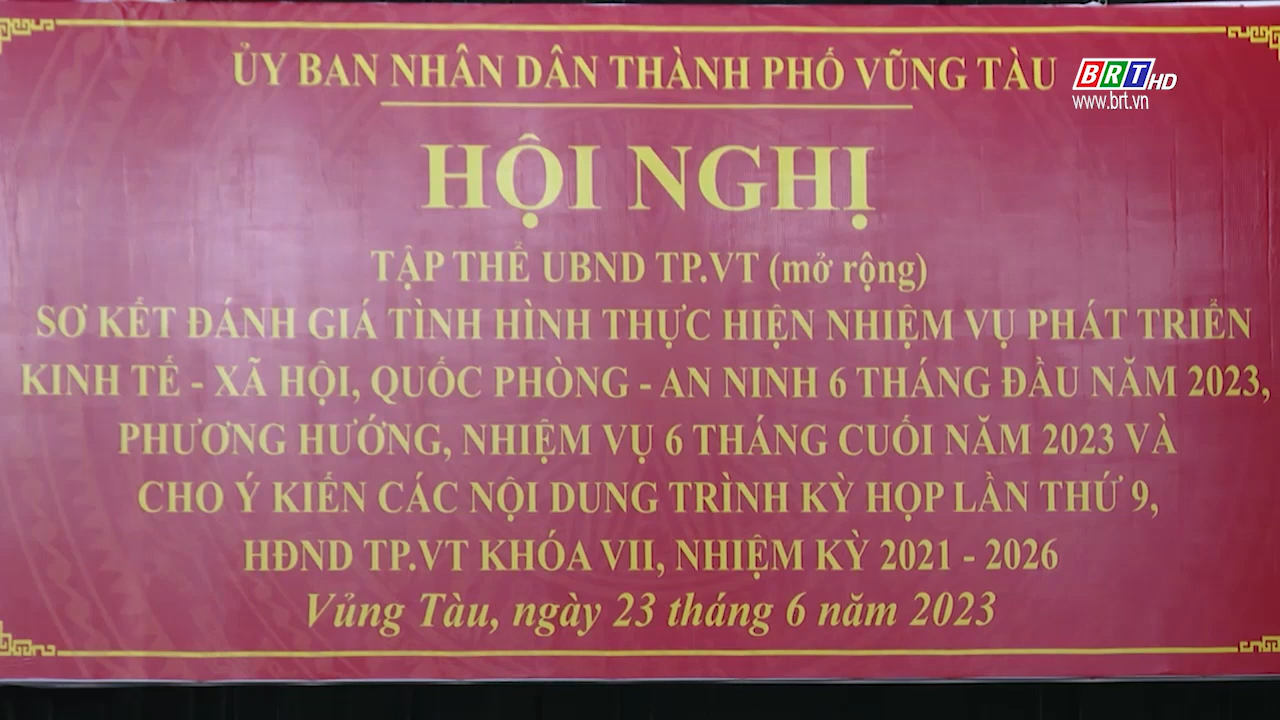 ỦY BAN NHÂN DÂN THÀNH PHỐ VŨNG TÀU
BRT HD
www.brt.vn
HỘI NGHỊ
TẬP THỂ UBND TP.VT (mở rộng)
SƠ KẾT ĐÁNH GIÁ TÌNH HÌNH THỰC HIỆN NHIỆM VỤ PHÁT TRIỂN
KINH TẾ - XÃ HỘI, QUỐC PHÒNG - AN NINH 6 THÁNG ĐẦU NĂM 2023,
PHƯƠNG HƯỚNG, NHIỆM VỤ 6 THÁNG CUỐI NĂM 2023 VÀ
CHO Ý KIẾN CÁC NỘI DUNG TRÌNH KỲ HỌP LẦN THỨ 9,
HĐND TP.VT KHÓA VII, NHIỆM KỲ 2021 - 2026
Vủng Tàu, ngày 23 tháng 6 năm 2023